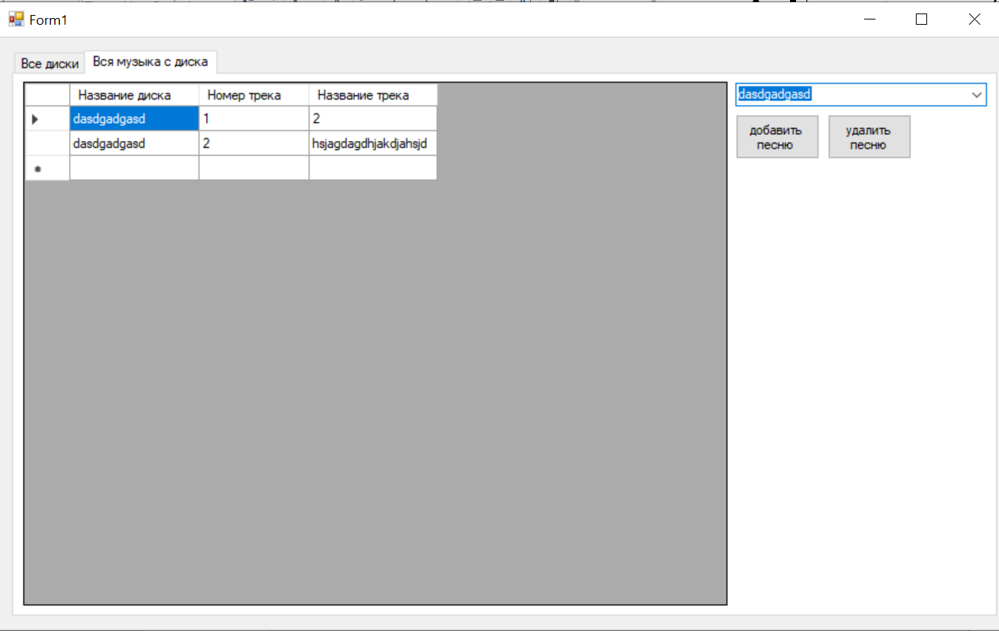 Form1
Все диски Вся музыка с диска
Название диска Номер трека Название трека
dasdgadgasd 1 2
dasdgadgasd 2 hsjagdagdhjakdjahsjd
dasdgadgasd
добавить
песню
удалить
песню